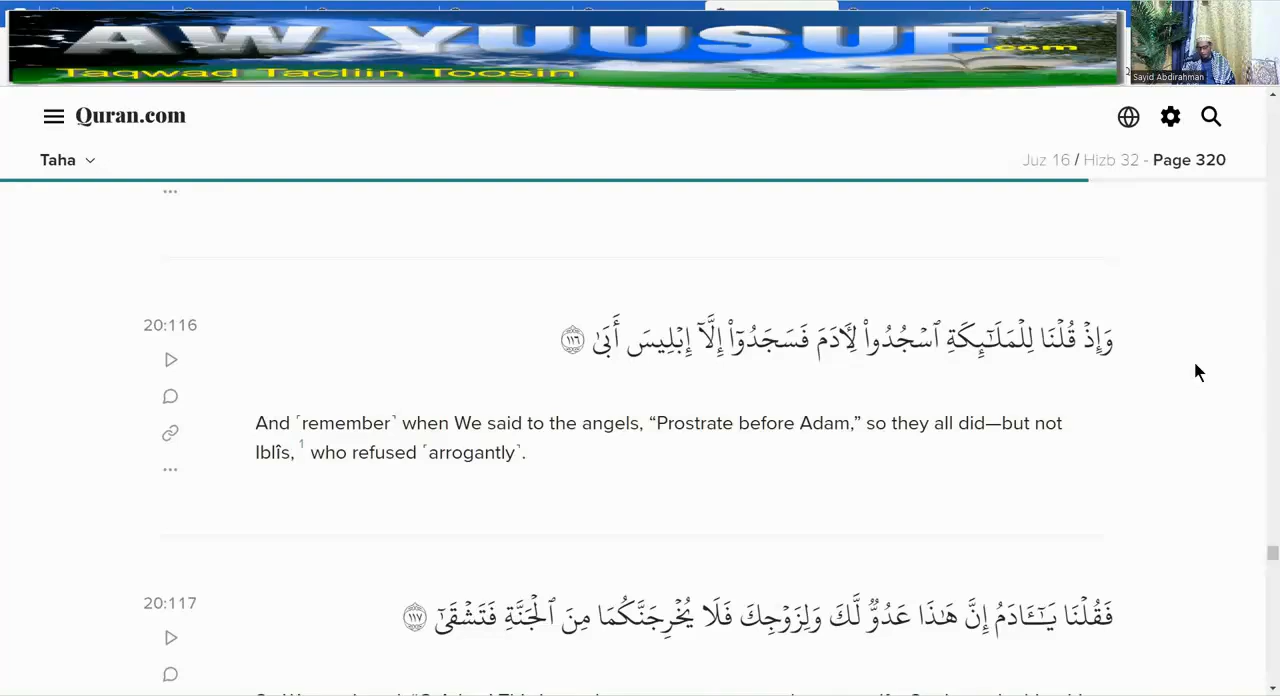 AW YUUSUF.com
Taqwad Tacliin Toosin
Sayid Abdirahman
Quran.com
Taha
Juz 16 / Hizb 32 - Page 320
20:116
وَإِذْ قُلْنَا لِلْمَلَـٰٓئِكَةِ ٱسْجُدُوا۟ لِـَٔادَمَ فَسَجَدُوٓا۟ إِلَّآ إِبْلِيسَ أَبَىٰ ١١٦
And ˹remember˺ when We said to the angels, “Prostrate before Adam,” so they all did—but not
Iblîs, 1 who refused ˹arrogantly˺.
20:117
فَقُلْنَا يَـٰٓـَٔادَمُ إِنَّ هَـٰذَا عَدُوٌّ لَّكَ وَلِزَوْجِكَ فَلَا يُخْرِجَنَّكُمَا مِنَ ٱلْجَنَّةِ فَتَشْقَىٰٓ ١١٧